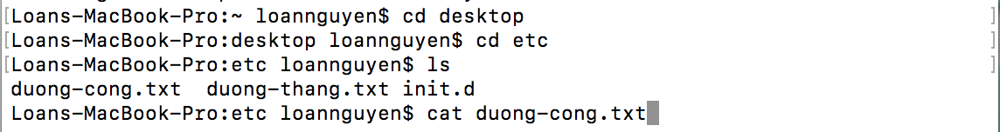 [Loans-MacBook-Pro:~ loannguyen$ cd desktop ]
[Loans-MacBook-Pro:desktop loannguyen$ cd etc ]
[Loans-MacBook-Pro:etc loannguyen$ ls ]
duong-cong.txt  duong-thang.txt init.d
Loans-MacBook-Pro:etc loannguyen$ cat duong-cong.txt